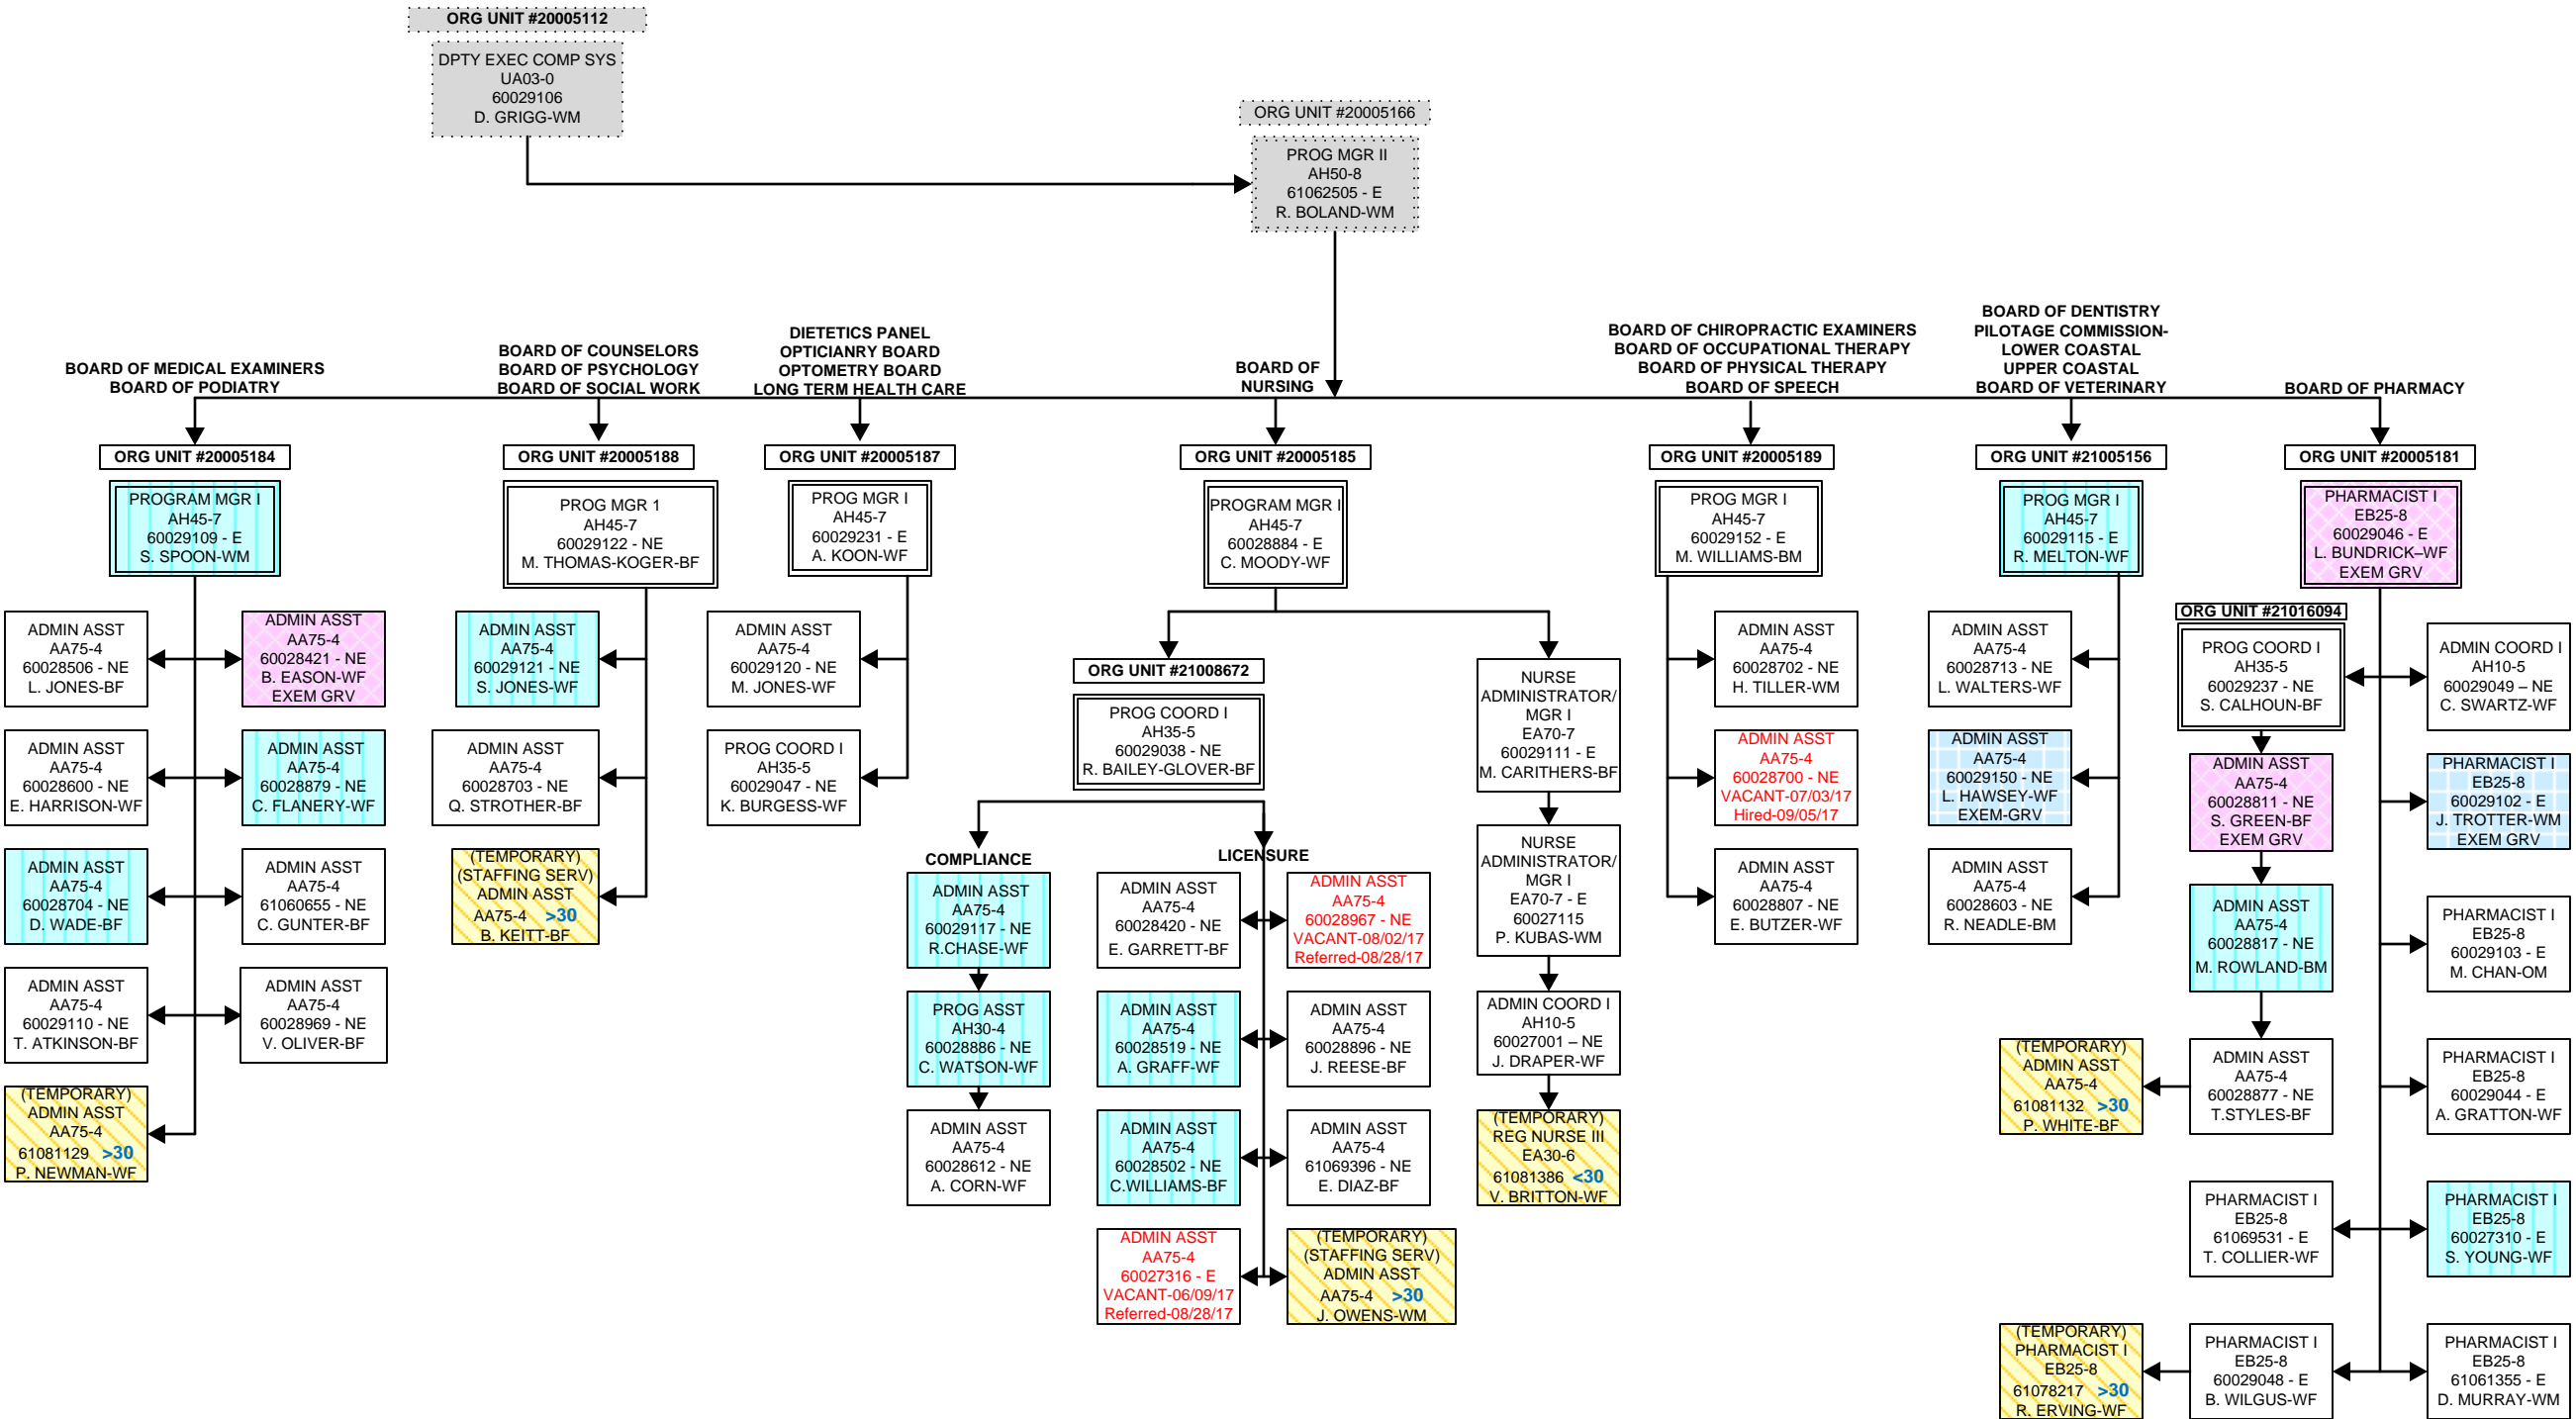 ORG UNIT #20005112
DPTY EXEC COMP SYS
UA03-0
60029106
D. GRIGG-WM
ORG UNIT #20005166
PROG MGR II
AH50-8
61062505 - E
R. BOLAND-WM
BOARD OF MEDICAL EXAMINERS
BOARD OF PODIATRY
BOARD OF COUNSELORS
BOARD OF PSYCHOLOGY
BOARD OF SOCIAL WORK
DIETETICS PANEL
OPTICIANRY BOARD
OPTOMETRY BOARD
LONG TERM HEALTH CARE
BOARD OF
NURSING
BOARD OF CHIROPRACTIC EXAMINERS
BOARD OF OCCUPATIONAL THERAPY
BOARD OF PHYSICAL THERAPY
BOARD OF SPEECH
BOARD OF DENTISTRY
PILOTAGE COMMISSION-
LOWER COASTAL
UPPER COASTAL
BOARD OF VETERINARY
BOARD OF PHARMACY
ORG UNIT #20005184
PROGRAM MGR I
AH45-7
60029109 - E
S. SPOON-WM
ADMIN ASST
AA75-4
60028506 - NE
L. JONES-BF
ADMIN ASST
AA75-4
60028421 - NE
B. EASON-WF
EXEM GRV
ADMIN ASST
AA75-4
60028600 - NE
E. HARRISON-WF
ADMIN ASST
AA75-4
60028879 - NE
C. FLANERY-WF
ADMIN ASST
AA75-4
60028704 - NE
D. WADE-BF
ADMIN ASST
AA75-4
61060655 - NE
C. GUNTER-BF
ADMIN ASST
AA75-4
60029110 - NE
T. ATKINSON-BF
ADMIN ASST
AA75-4
60028969 - NE
V. OLIVER-BF
(TEMPORARY)
ADMIN ASST
AA75-4
61081129 >30
P. NEWMAN-WF
ORG UNIT #20005188
PROG MGR 1
AH45-7
60029122 - NE
M. THOMAS-KOGER-BF
ADMIN ASST
AA75-4
60029121 - NE
S. JONES-WF
ADMIN ASST
AA75-4
60028703 - NE
Q. STROTHER-BF
(TEMPORARY)
(STAFFING SERV)
ADMIN ASST
AA75-4 >30
B. KEITT-BF
ORG UNIT #20005187
PROG MGR I
AH45-7
60029231 - E
A. KOON-WF
ADMIN ASST
AA75-4
60029120 - NE
M. JONES-WF
PROG COORD I
AH35-5
60029047 - NE
K. BURGESS-WF
ORG UNIT #20005185
PROGRAM MGR I
AH45-7
60028884 - E
C. MOODY-WF
ORG UNIT #21008672
PROG COORD I
AH35-5
60029038 - NE
R. BAILEY-GLOVER-BF
COMPLIANCE
ADMIN ASST
AA75-4
60029117 - NE
R.CHASE-WF
PROG ASST
AH30-4
60028886 - NE
C. WATSON-WF
ADMIN ASST
AA75-4
60028612 - NE
A. CORN-WF
LICENSURE
ADMIN ASST
AA75-4
60028420 - NE
E. GARRETT-BF
ADMIN ASST
AA75-4
60028967 - NE
VACANT-08/02/17
Referred-08/28/17
ADMIN ASST
AA75-4
60028519 - NE
A. GRAFF-WF
ADMIN ASST
AA75-4
60028896 - NE
J. REESE-BF
ADMIN ASST
AA75-4
60028502 - NE
C.WILLIAMS-BF
ADMIN ASST
AA75-4
61069396 - NE
E. DIAZ-BF
ADMIN ASST
AA75-4
60027316 - E
VACANT-06/09/17
Referred-08/28/17
(TEMPORARY)
(STAFFING SERV)
ADMIN ASST
AA75-4 >30
J. OWENS-WM
NURSE
ADMINISTRATOR/
MGR I
EA70-7
60029111 - E
M. CARITHERS-BF
NURSE
ADMINISTRATOR/
MGR I
EA70-7 - E
60027115
P. KUBAS-WM
ADMIN COORD I
AH10-5
60027001 – NE
J. DRAPER-WF
(TEMPORARY)
REG NURSE III
EA30-6
61081386 <30
V. BRITTON-WF
ORG UNIT #20005189
PROG MGR I
AH45-7
60029152 - E
M. WILLIAMS-BM
ADMIN ASST
AA75-4
60028702 - NE
H. TILLER-WM
ADMIN ASST
AA75-4
60028700 - NE
VACANT-07/03/17
Hired-09/05/17
ADMIN ASST
AA75-4
60028807 - NE
E. BUTZER-WF
ORG UNIT #21005156
PROG MGR I
AH45-7
60029115 - E
R. MELTON-WF
ADMIN ASST
AA75-4
60028713 - NE
L. WALTERS-WF
ADMIN ASST
AA75-4
60029150 - NE
L. HAWSEY-WF
EXEM-GRV
ADMIN ASST
AA75-4
60028603 - NE
R. NEADLE-BM
ORG UNIT #20005181
PHARMACIST I
EB25-8
60029046 - E
L. BUNDRICK–WF
EXEM GRV
ORG UNIT #21016094
PROG COORD I
AH35-5
60029237 - NE
S. CALHOUN-BF
ADMIN COORD I
AH10-5
60029049 – NE
C. SWARTZ-WF
ADMIN ASST
AA75-4
60028811 - NE
S. GREEN-BF
EXEM GRV
PHARMACIST I
EB25-8
60029102 - E
J. TROTTER-WM
EXEM GRV
ADMIN ASST
AA75-4
60028817 - NE
M. ROWLAND-BM
PHARMACIST I
EB25-8
60029103 - E
M. CHAN-OM
(TEMPORARY)
ADMIN ASST
AA75-4
61081132 >30
P. WHITE-BF
ADMIN ASST
AA75-4
60028877 - NE
T.STYLES-BF
PHARMACIST I
EB25-8
60029044 - E
A. GRATTON-WF
PHARMACIST I
EB25-8
61069531 - E
T. COLLIER-WF
PHARMACIST I
EB25-8
60027310 - E
S. YOUNG-WF
(TEMPORARY)
PHARMACIST I
EB25-8
61078217 >30
R. ERVING-WF
PHARMACIST I
EB25-8
60029048 - E
B. WILGUS-WF
PHARMACIST I
EB25-8
61061355 - E
D. MURRAY-WM